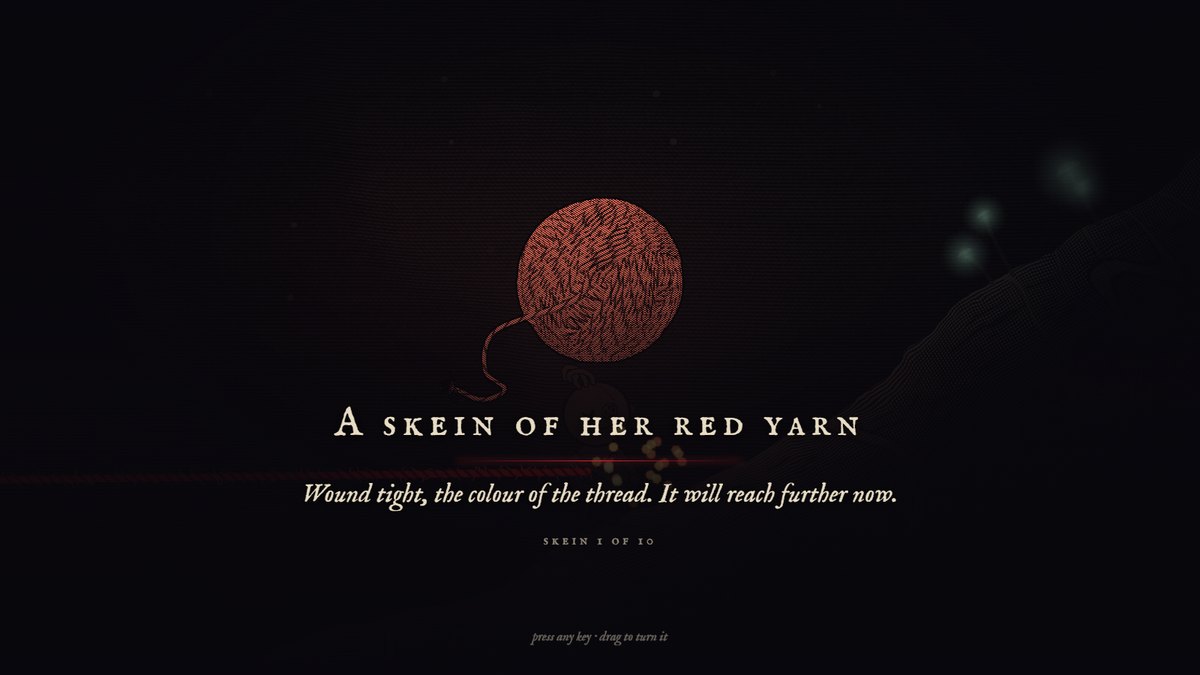 A SKEIN OF HER RED YARN
Wound tight, the colour of the thread. It will reach further now.
SKEIN 1 OF 10
press any key · drag to turn it